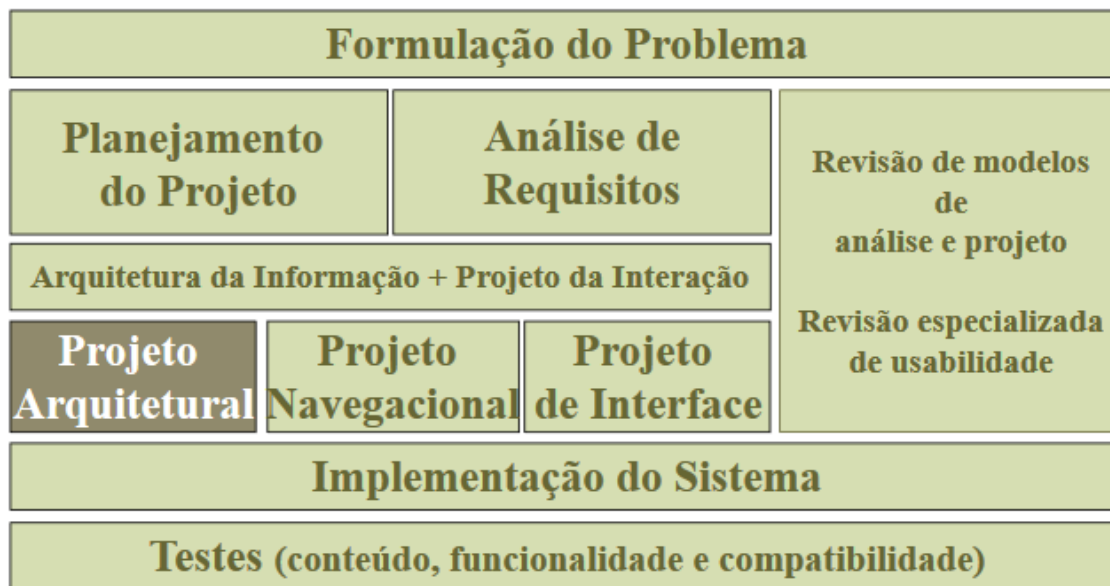 Formulação do Problema
Planejamento
do Projeto
Análise de
Requisitos
Revisão de modelos
de
análise e projeto
Revisão especializada
de usabilidade
Arquitetura da Informação + Projeto da Interação
Projeto
Arquitetural
Projeto
Navegacional
Projeto
de Interface
Implementação do Sistema
Testes (conteúdo, funcionalidade e compatibilidade)